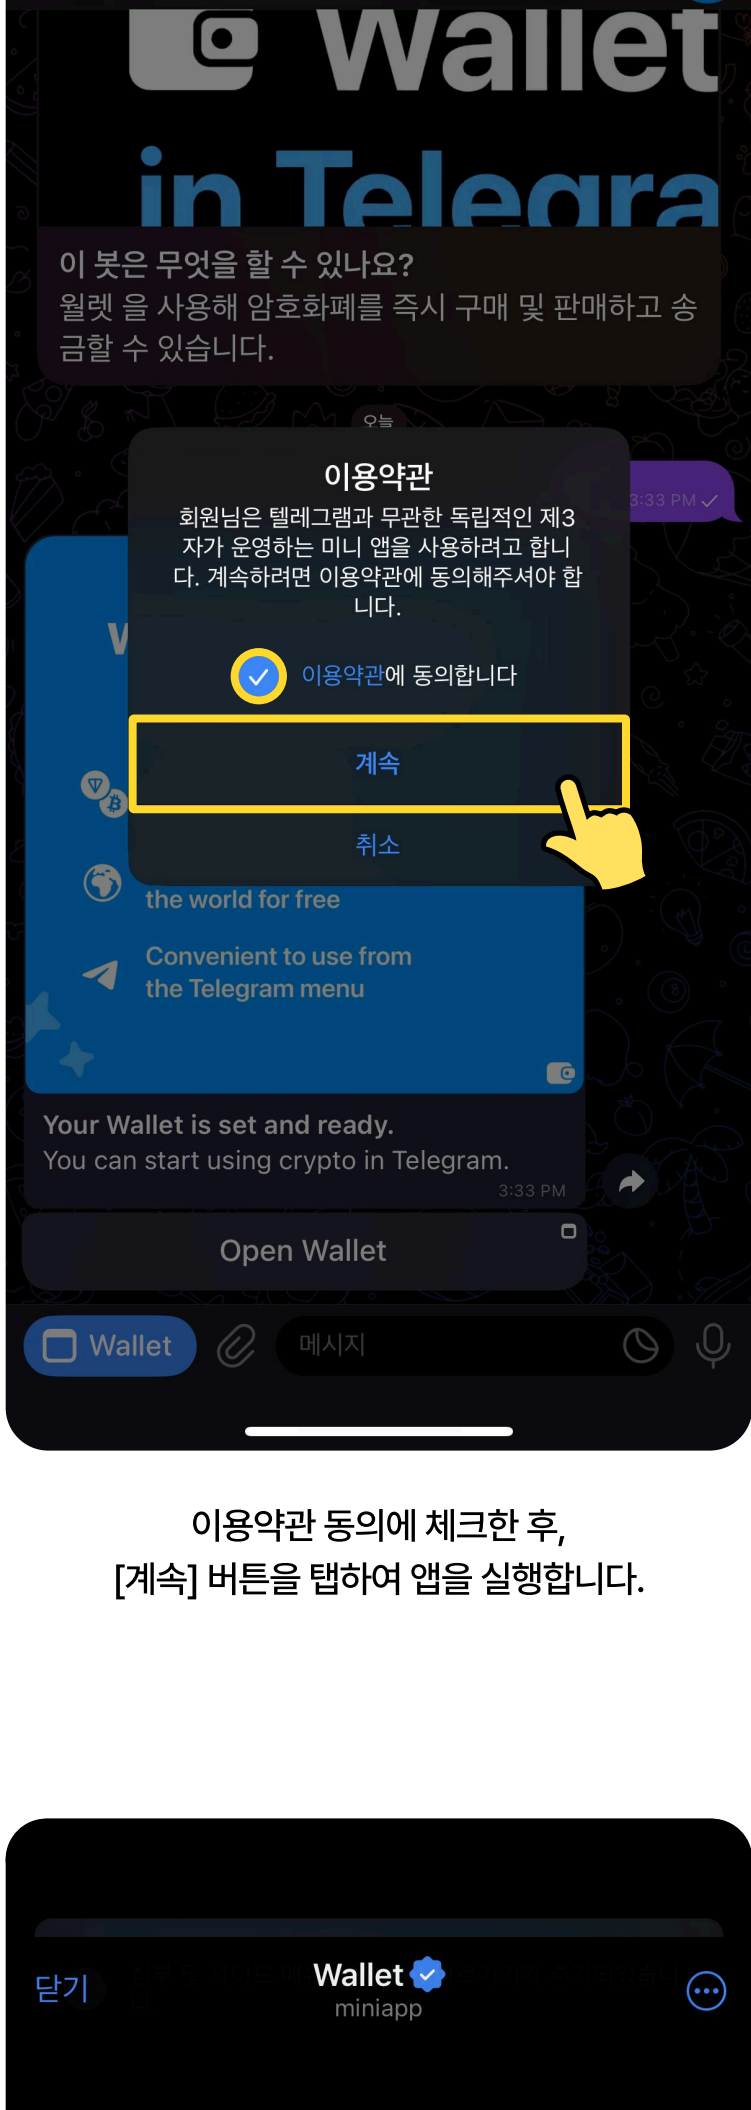 Wallet
in Telegra
이 봇은 무엇을 할 수 있나요?
월렛 을 사용해 암호화폐를 즉시 구매 및 판매하고 송
금할 수 있습니다.
오늘
이용약관
3:33 PM
회원님은 텔레그램과 무관한 독립적인 제3
자가 운영하는 미니 앱을 사용하려고 합니
다. 계속하려면 이용약관에 동의해주셔야 합
니다.
이용약관에 동의합니다
계속
취소
the world for free
Convenient to use from
the Telegram menu
Your Wallet is set and ready.
You can start using crypto in Telegram.
3:33 PM
Open Wallet
Wallet
메시지
이용약관 동의에 체크한 후,
[계속] 버튼을 탭하여 앱을 실행합니다.
닫기
Wallet
miniapp